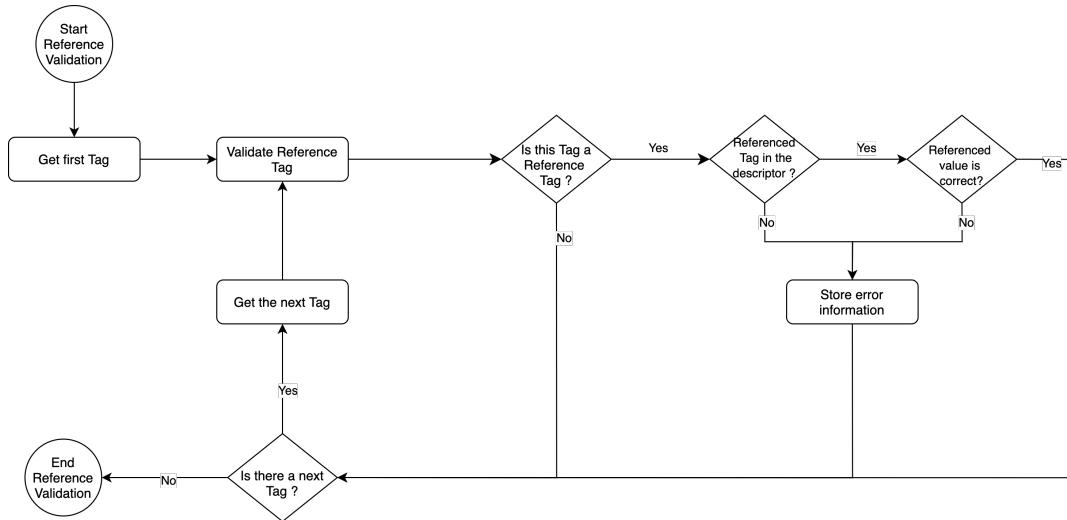 Start
Reference
Validation
Get first Tag
Validate Reference
Tag
Is this Tag a
Reference
Tag ?
Yes
Referenced
Tag in the
descriptor ?
Yes
Referenced
value is
correct?
Yes
No
No
No
Store error
information
Get the next Tag
Yes
Is there a next
Tag ?
No
End
Reference
Validation